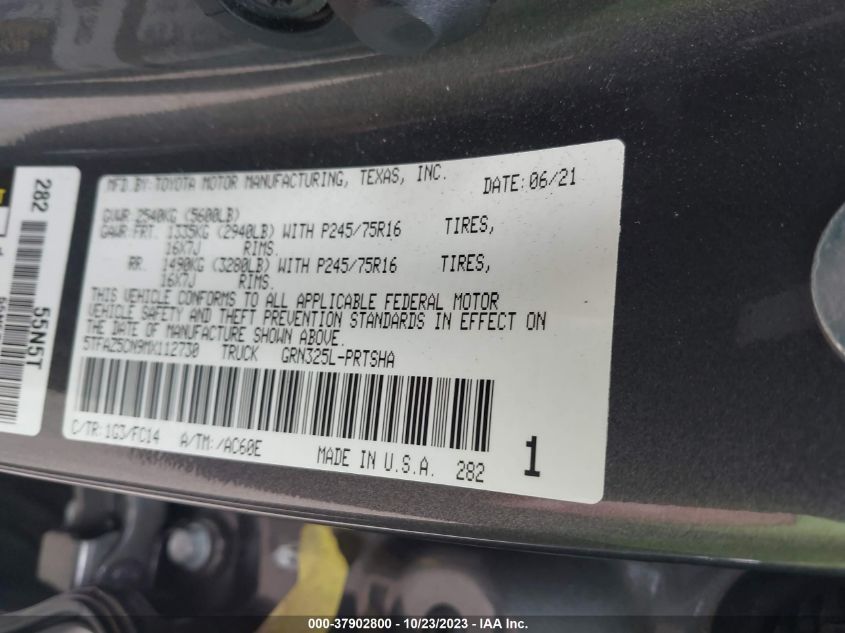 MFD.BY:TOYOTA MOTOR MANUFACTURING, TEXAS, INC. DATE:06/21
GVWR 2540KG (5600LB)
GAWR:FRT. 1335KG (2940LB) WITH P245/75R16 TIRES,
16X7J RIMS.
RR. 1490KG (3280LB) WITH P245/75R16 TIRES,
16X7J RIMS.
THIS VEHICLE CONFORMS TO ALL APPLICABLE FEDERAL MOTOR
VEHICLE SAFETY AND THEFT PREVENTION STANDARDS IN EFFECT ON
THE DATE OF MANUFACTURE SHOWN ABOVE.
5TFAZ5CN9MX112730 TRUCK GRN325L-PRTSHA
C/TR:1G3/FC14 A/TM:/AC60E MADE IN U.S.A. 282 1
282 55N5T
000-37902800 - 10/23/2023 - IAA Inc.